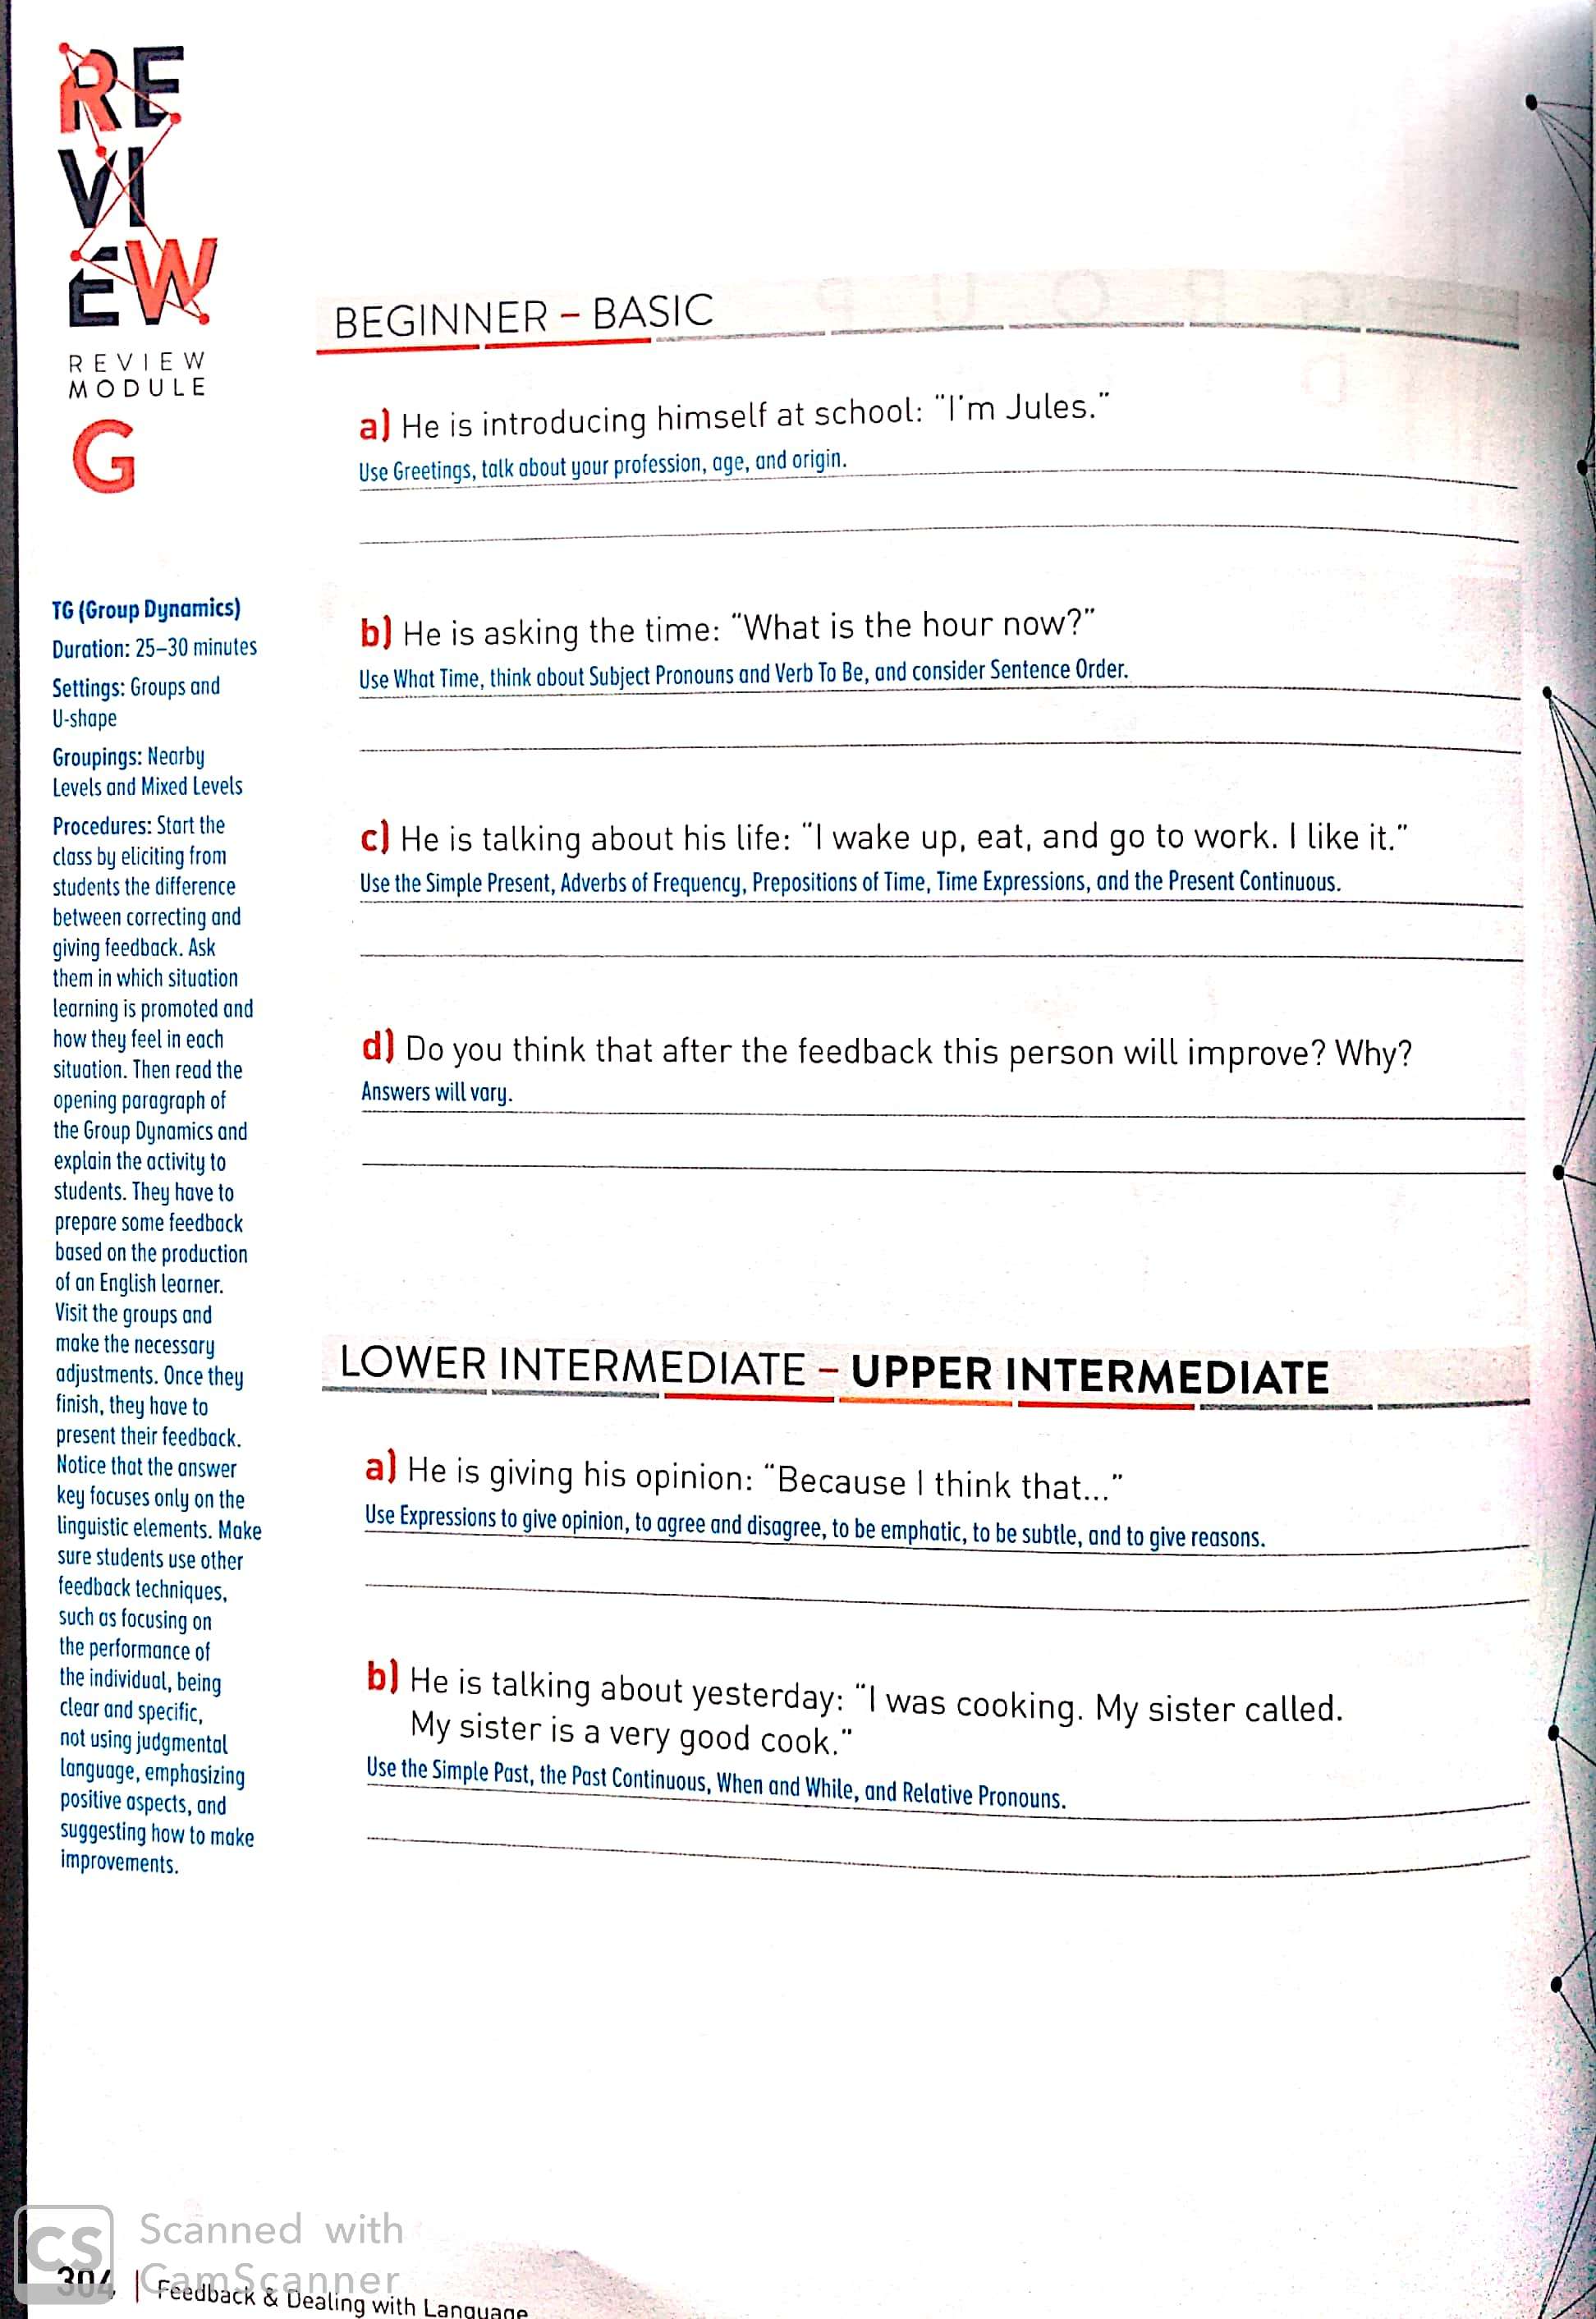 RE
VI
EW
REVIEW
MODULE
G
TG (Group Dynamics)
Duration: 25–30 minutes
Settings: Groups and
U-shape
Groupings: Nearby
Levels and Mixed Levels
Procedures: Start the
class by eliciting from
students the difference
between correcting and
giving feedback. Ask
them in which situation
learning is promoted and
how they feel in each
situation. Then read the
opening paragraph of
the Group Dynamics and
explain the activity to
students. They have to
prepare some feedback
based on the production
of an English learner.
Visit the groups and
make the necessary
adjustments. Once they
finish, they have to
present their feedback.
Notice that the answer
key focuses only on the
linguistic elements. Make
sure students use other
feedback techniques,
such as focusing on
the performance of
the individual, being
clear and specific,
not using judgmental
language, emphasizing
positive aspects, and
suggesting how to make
improvements.
BEGINNER – BASIC
a) He is introducing himself at school: “I'm Jules.”
Use Greetings, talk about your profession, age, and origin.
b) He is asking the time: “What is the hour now?”
Use What Time, think about Subject Pronouns and Verb To Be, and consider Sentence Order.
c) He is talking about his life: “I wake up, eat, and go to work. I like it.”
Use the Simple Present, Adverbs of Frequency, Prepositions of Time, Time Expressions, and the Present Continuous.
d) Do you think that after the feedback this person will improve? Why?
Answers will vary.
LOWER INTERMEDIATE – UPPER INTERMEDIATE
a) He is giving his opinion: “Because I think that...”
Use Expressions to give opinion, to agree and disagree, to be emphatic, to be subtle, and to give reasons.
b) He is talking about yesterday: “I was cooking. My sister called.
My sister is a very good cook.”
Use the Simple Past, the Past Continuous, When and While, and Relative Pronouns.
CS Scanned with
CamScanner
304 | Feedback & Dealing with Language